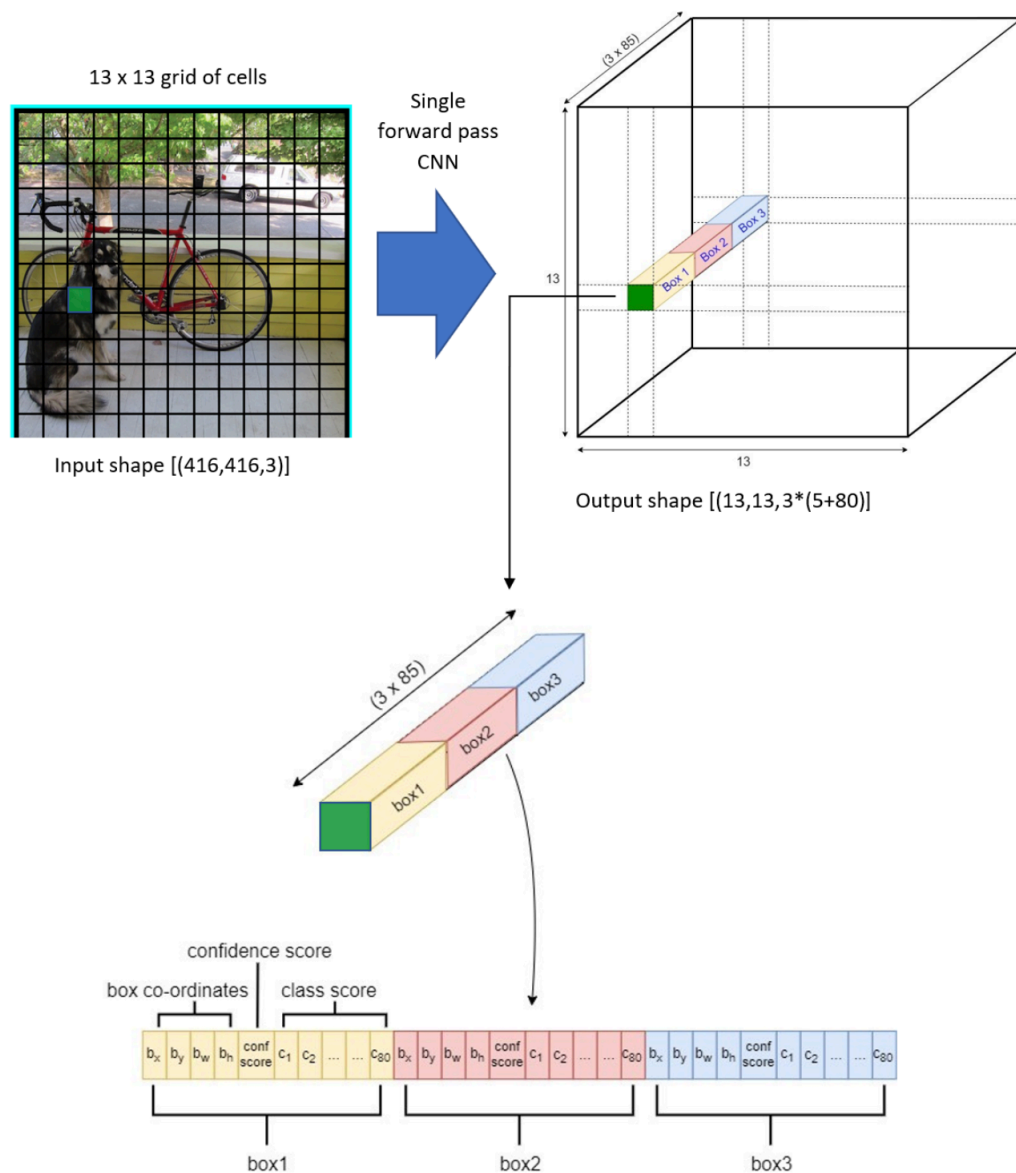 13 x 13 grid of cells
Single
forward pass
CNN
Input shape [(416,416,3)]
(3 x 85)
Box 1
Box 2
Box 3
13
13
Output shape [(13,13,3*(5+80)]
(3 x 85)
box1
box2
box3
confidence score
box co-ordinates
class score
bx by bw bh conf score c1 c2 ... ... c80 bx by bw bh conf score c1 c2 ... ... c80 bx by bw bh conf score c1 c2 ... ... c80
box1
box2
box3